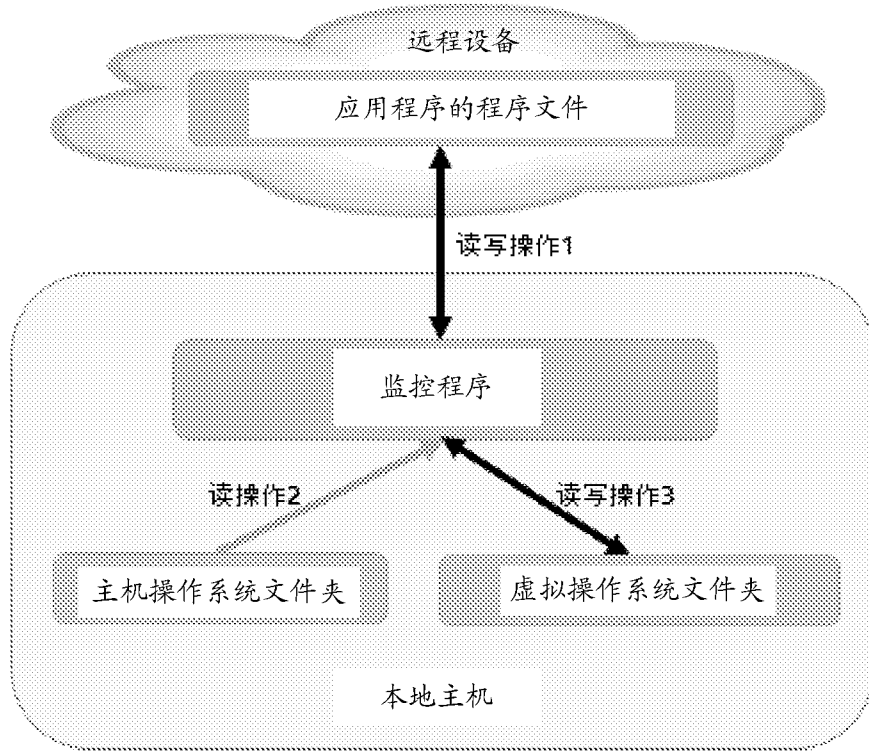 远程设备
应用程序的程序文件
读写操作1
监控程序
读操作2
读写操作3
主机操作系统文件夹
虚拟操作系统文件夹
本地主机